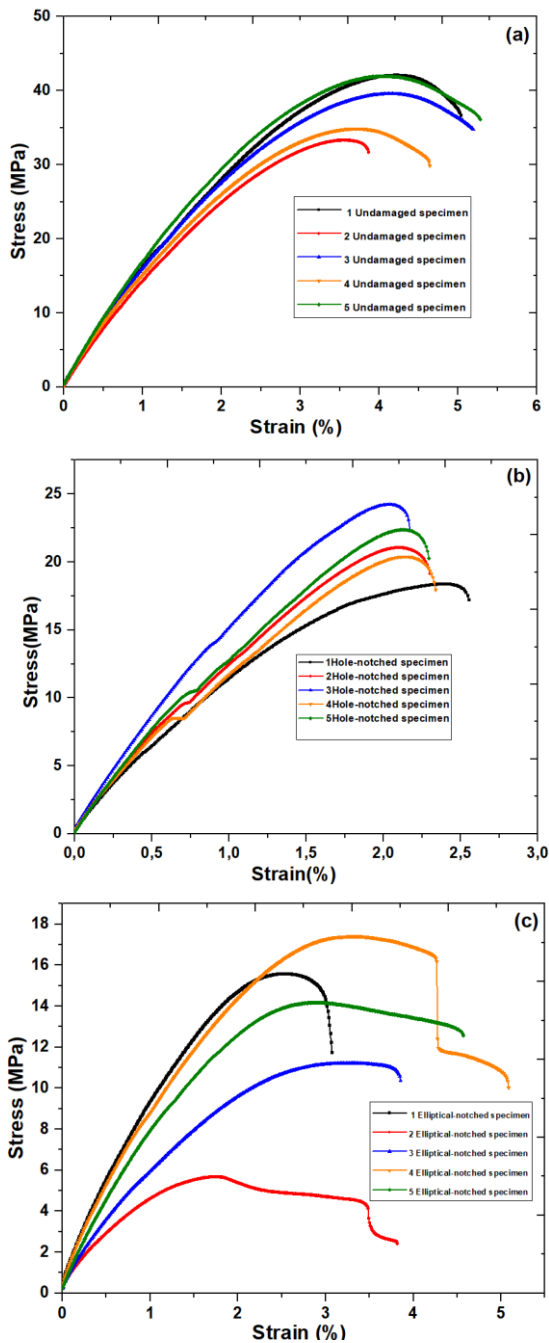 (a)
50
40
30
20
10
0
Stress (MPa)
1 Undamaged specimen
2 Undamaged specimen
3 Undamaged specimen
4 Undamaged specimen
5 Undamaged specimen
0 1 2 3 4 5 6
Strain (%)
(b)
25
20
15
10
5
0
Stress(MPa)
1Hole-notched specimen
2Hole-notched specimen
3Hole-notched specimen
4Hole-notched specimen
5Hole-notched specimen
0,0 0,5 1,0 1,5 2,0 2,5 3,0
Strain(%)
(c)
18
16
14
12
10
8
6
4
2
0
Stress (MPa)
1 Elliptical-notched specimen
2 Elliptical-notched specimen
3 Elliptical-notched specimen
4 Elliptical-notched specimen
5 Elliptical-notched specimen
0 1 2 3 4 5
Strain (%)